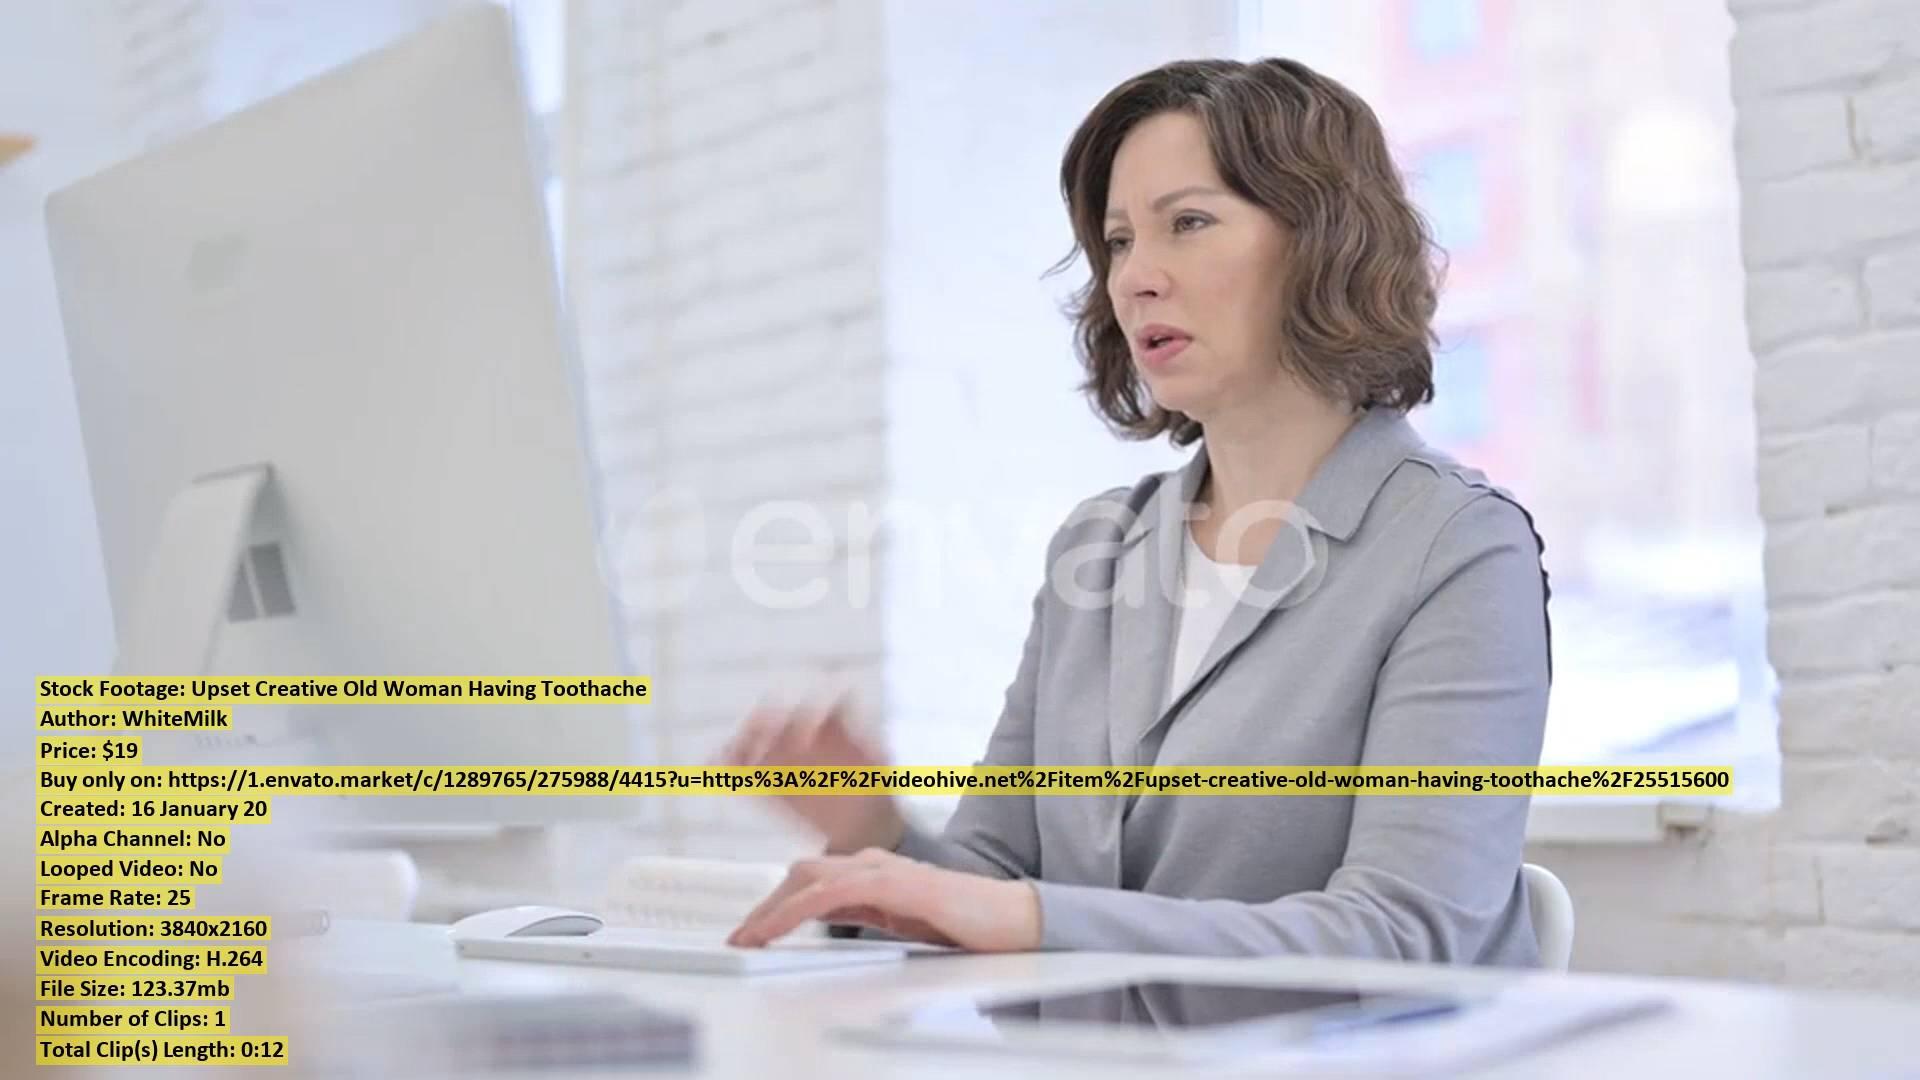 envato
Stock Footage: Upset Creative Old Woman Having Toothache
Author: WhiteMilk
Price: $19
Buy only on: https://1.envato.market/c/1289765/275988/4415?u=https%3A%2F%2Fvideohive.net%2Fitem%2Fupset-creative-old-woman-having-toothache%2F25515600
Created: 16 January 20
Alpha Channel: No
Looped Video: No
Frame Rate: 25
Resolution: 3840x2160
Video Encoding: H.264
File Size: 123.37mb
Number of Clips: 1
Total Clip(s) Length: 0:12